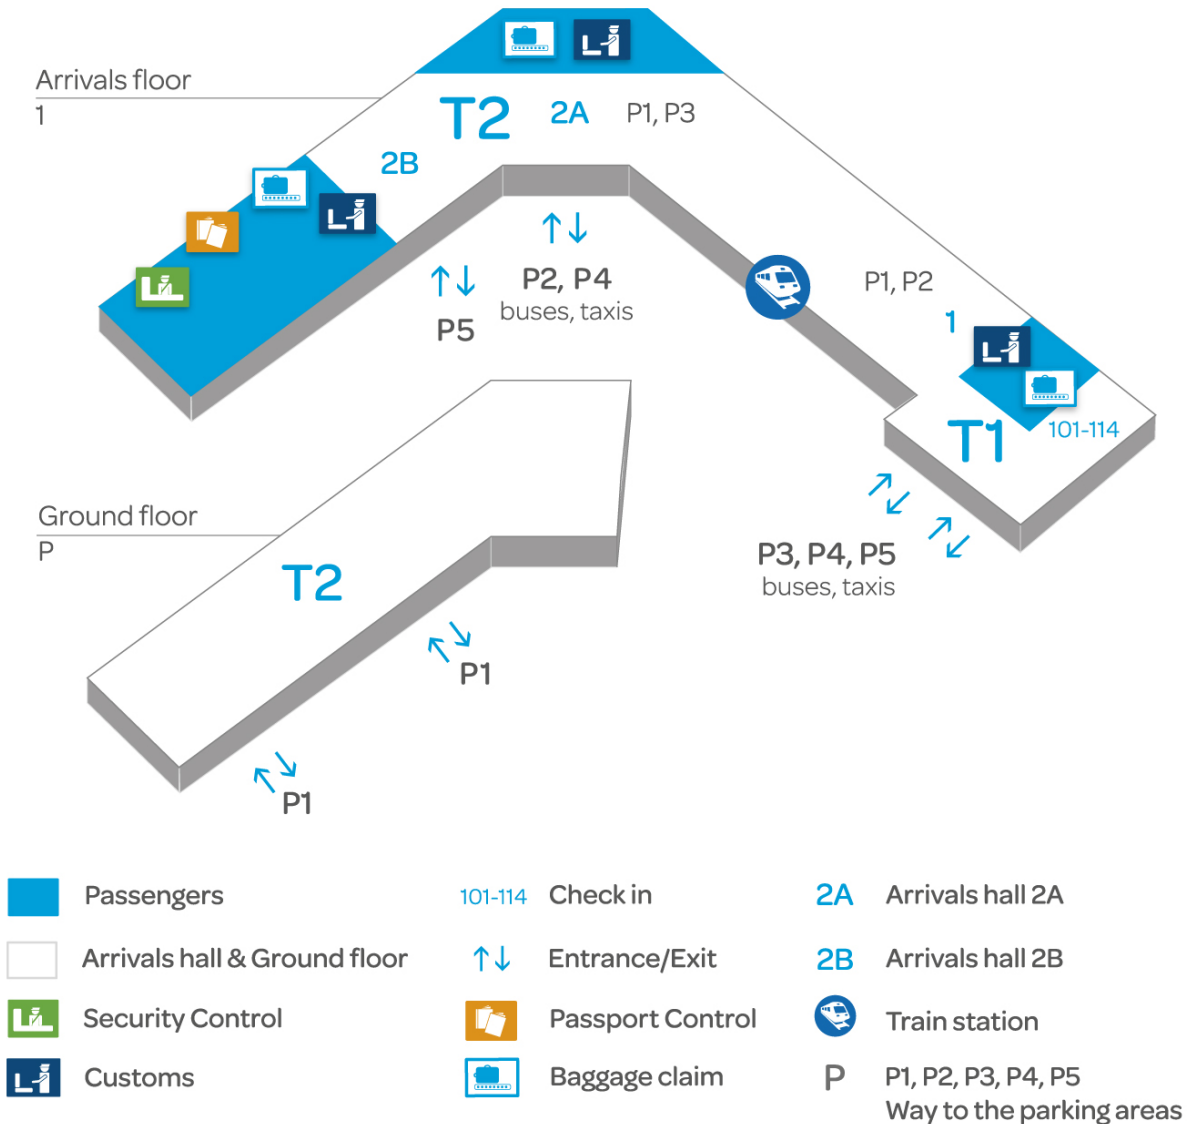 Arrivals floor
1
T2 2A P1, P3
2B
P2, P4
buses, taxis
P5
P1, P2
1
T1 101-114
P3, P4, P5
buses, taxis
Ground floor
P
T2
P1
P1
Passengers
101-114 Check in
2A Arrivals hall 2A
Arrivals hall & Ground floor
Entrance/Exit
2B Arrivals hall 2B
Security Control
Passport Control
Train station
Customs
Baggage claim
P P1, P2, P3, P4, P5
Way to the parking areas